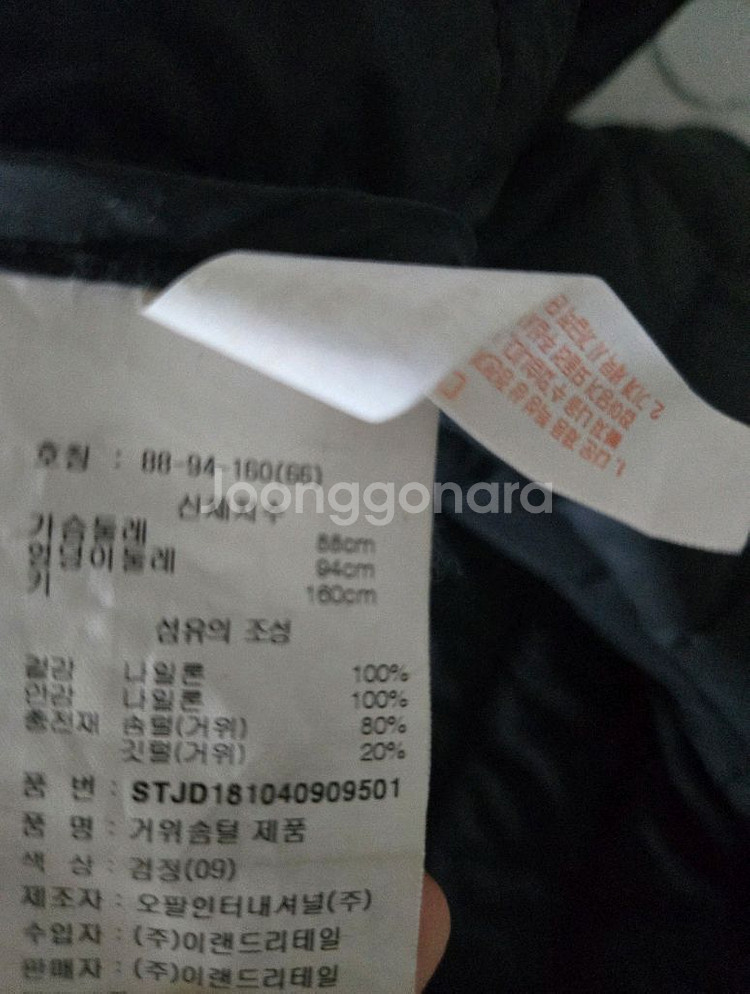 호칭 : 88-94-160(66)
신체치수
가슴둘레 88cm
엉덩이둘레 94cm
키 160cm
섬유의 조성
겉감 나일론 100%
안감 나일론 100%
충전재 솜털(거위) 80%
깃털(거위) 20%
품 번 : STJD181040909501
품 명 : 거위솜털 제품
색 상 : 검정(09)
제조자 : 오팔인터내셔널(주)
수입자 : (주)이랜드리테일
판매자 : (주)이랜드리테일
Joonggonara